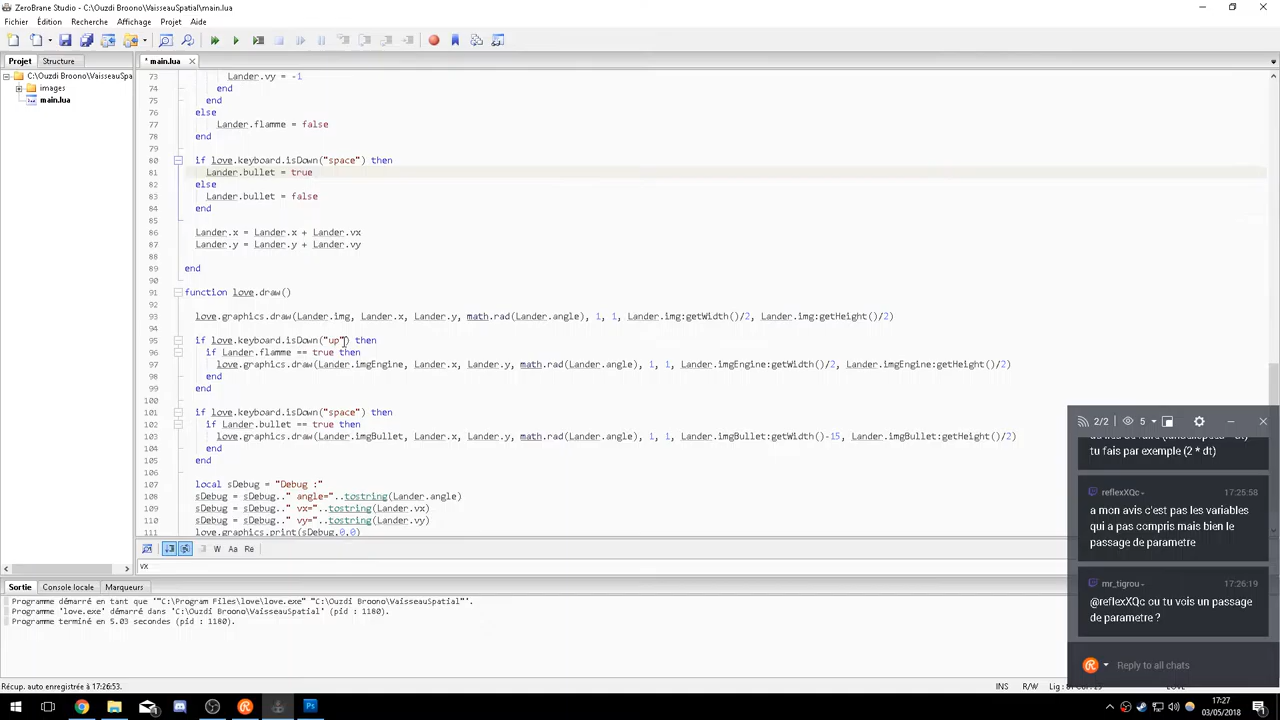 ZeroBrane Studio - C:\Ouzdi Broono\VaisseauSpatial\main.lua
Fichier Édition Recherche Affichage Projet Aide
Projet Structure
main.lua
C:\Ouzdi Broono\VaisseauSpa
images
main.lua
73 Lander.vy = -1
74 end
75 end
76 else
77 Lander.flamme = false
78 end
79
80 if love.keyboard.isDown("space") then
81 Lander.bullet = true
82 else
83 Lander.bullet = false
84 end
85
86 Lander.x = Lander.x + Lander.vx
87 Lander.y = Lander.y + Lander.vy
88
89 end
90
91 function love.draw()
92
93 love.graphics.draw(Lander.img, Lander.x, Lander.y, math.rad(Lander.angle), 1, 1, Lander.img:getWidth()/2, Lander.img:getHeight()/2)
94
95 if love.keyboard.isDown("up") then
96 if Lander.flamme == true then
97 love.graphics.draw(Lander.imgEngine, Lander.x, Lander.y, math.rad(Lander.angle), 1, 1, Lander.imgEngine:getWidth()/2, Lander.imgEngine:getHeight()/2)
98 end
99 end
100
101 if love.keyboard.isDown("space") then
102 if Lander.bullet == true then
103 love.graphics.draw(Lander.imgBullet, Lander.x, Lander.y, math.rad(Lander.angle), 1, 1, Lander.imgBullet:getWidth()-15, Lander.imgBullet:getHeight()/2)
104 end
105 end
106
107 local sDebug = "Debug :"
108 sDebug = sDebug.." angle="..tostring(Lander.angle)
109 sDebug = sDebug.." vx="..tostring(Lander.vx)
110 sDebug = sDebug.." vy="..tostring(Lander.vy)
111 love.graphics.print(sDebug,0,0)
W Aa Re
vx
Sortie Console locale Marqueurs
Programme démarré en tant que '"C:\Program Files\love\love.exe" "C:\Ouzdi Broono\VaisseauSpatial"'.
Programme 'love.exe' démarré dans 'C:\Ouzdi Broono\VaisseauSpatial' (pid : 1180).
Programme terminé en 5.03 secondes (pid : 1180).
2/2 5
tu fais par exemple (2 * dt)
reflexXQc 17:25:58
a mon avis c'est pas les variables
qui a pas compris mais bien le
passage de parametre
mr_tigrou 17:26:19
@reflexXQc ou tu vois un passage
de parametre ?
Reply to all chats
Récup. auto enregistrée à 17:26:53.
INS R/W
17:27
03/05/2018